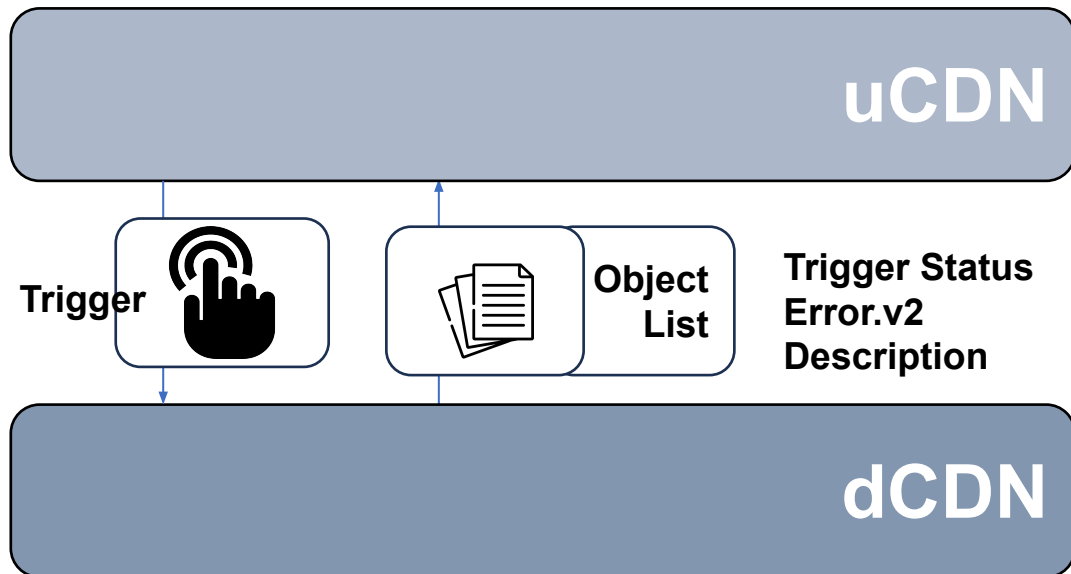 uCDN
Trigger
Object
List
Trigger Status
Error.v2
Description
dCDN